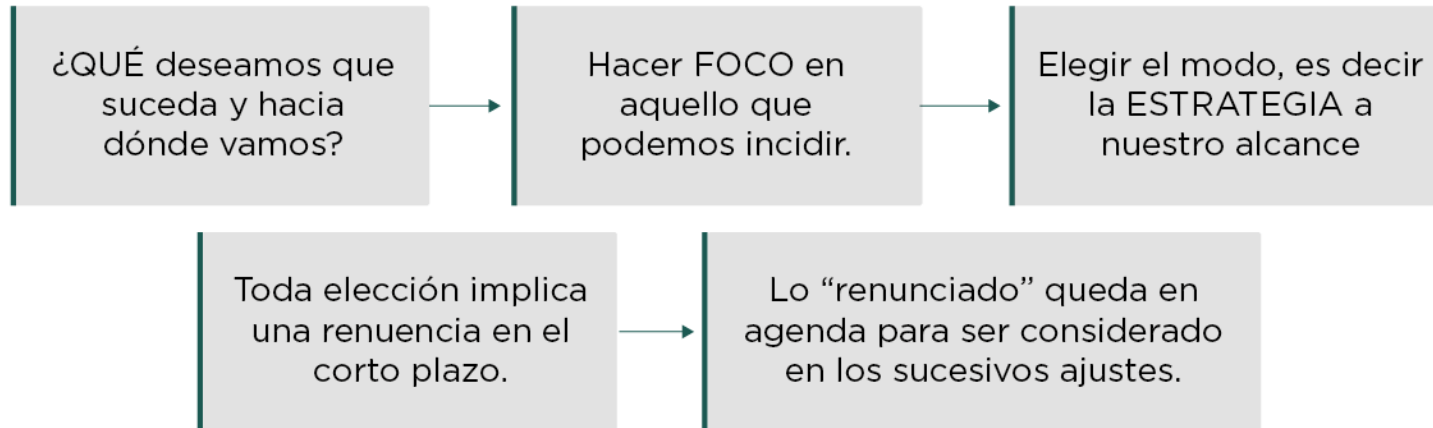 ¿QUÉ deseamos que
suceda y hacia
dónde vamos?
Hacer FOCO en
aquello que
podemos incidir.
Elegir el modo, es decir
la ESTRATEGIA a
nuestro alcance
Toda elección implica
una renuencia en el
corto plazo.
Lo “renunciado” queda en
agenda para ser considerado
en los sucesivos ajustes.